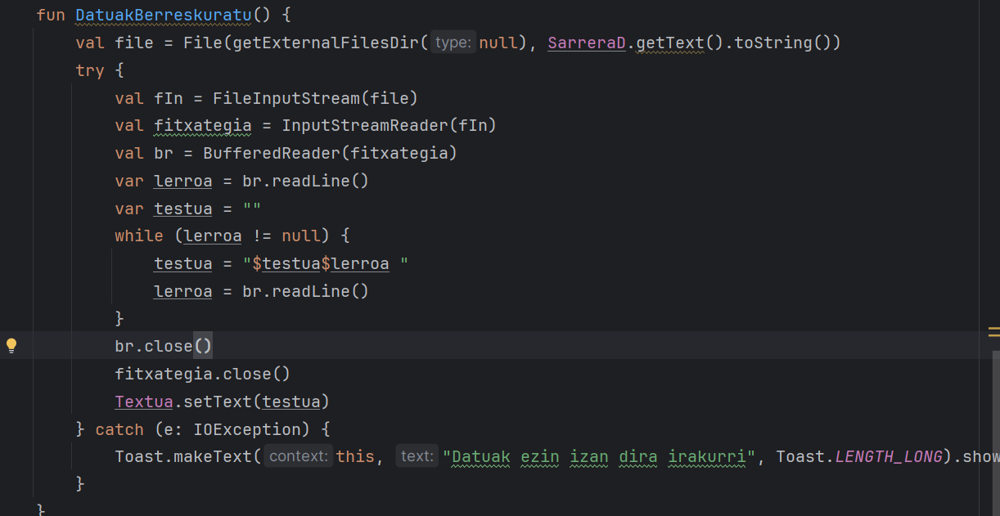 fun DatuakBerreskuratu() {
val file = File(getExternalFilesDir( type: null), SarreraD.getText().toString())
try {
val fIn = FileInputStream(file)
val fitxategia = InputStreamReader(fIn)
val br = BufferedReader(fitxategia)
var lerroa = br.readLine()
var testua = ""
while (lerroa != null) {
testua = "$testua$lerroa "
lerroa = br.readLine()
}
br.close()
fitxategia.close()
Textua.setText(testua)
} catch (e: IOException) {
Toast.makeText( context: this, text: "Datuak ezin izan dira irakurri", Toast.LENGTH_LONG).show
}
}